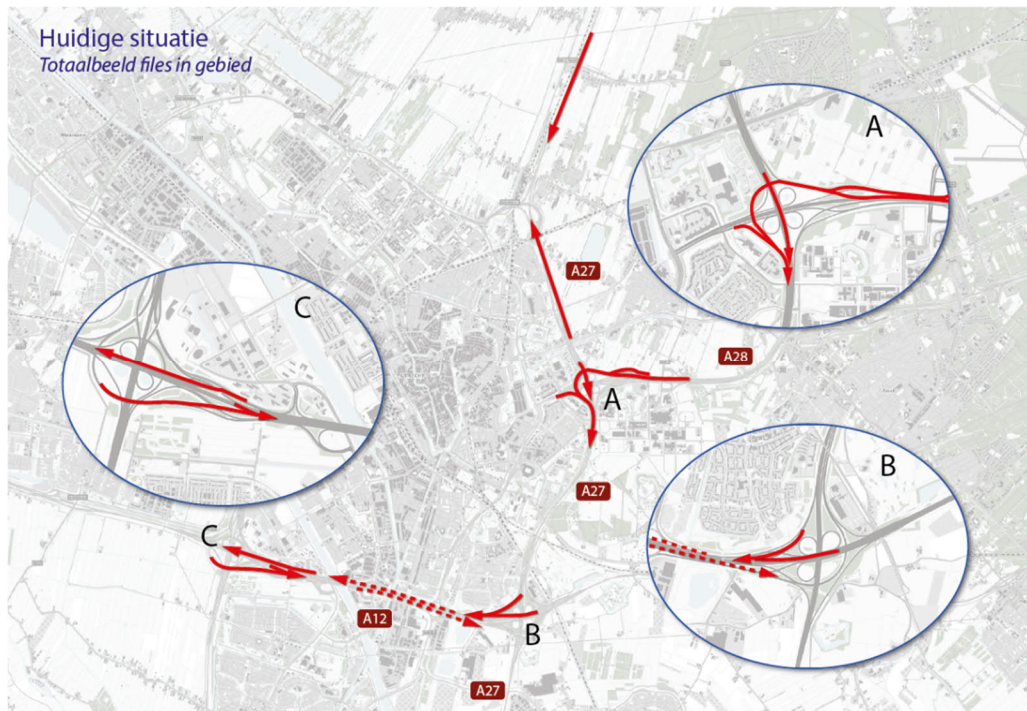 Huidige situatie
Totaalbeeld files in gebied
A
A27
C
A28
A
A27
B
C
A12
B
A27